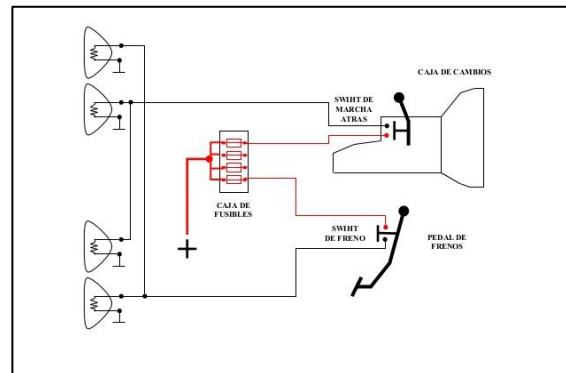 CAJA DE CAMBIOS
SWIHT DE
MARCHA
ATRAS
CAJA DE
FUSIBLES
SWIHT
DE FRENO
PEDAL DE
FRENOS